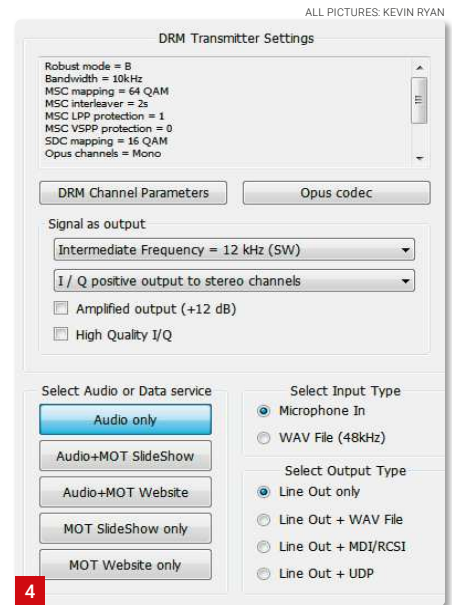 ALL PICTURES: KEVIN RYAN
DRM Transmitter Settings
Robust mode = B
Bandwidth = 10kHz
MSC mapping = 64 QAM
MSC interleaver = 2s
MSC LPP protection = 1
MSC VSPP protection = 0
SDC mapping = 16 QAM
Opus channels = Mono
DRM Channel Parameters
Opus codec
Signal as output
Intermediate Frequency = 12 kHz (SW)
I / Q positive output to stereo channels
Amplified output (+12 dB)
High Quality I/Q
Select Audio or Data service
Audio only
Audio+MOT SlideShow
Audio+MOT Website
MOT SlideShow only
MOT Website only
Select Input Type
Microphone In
WAV File (48kHz)
Select Output Type
Line Out only
Line Out + WAV File
Line Out + MDI/RCSI
Line Out + UDP
4